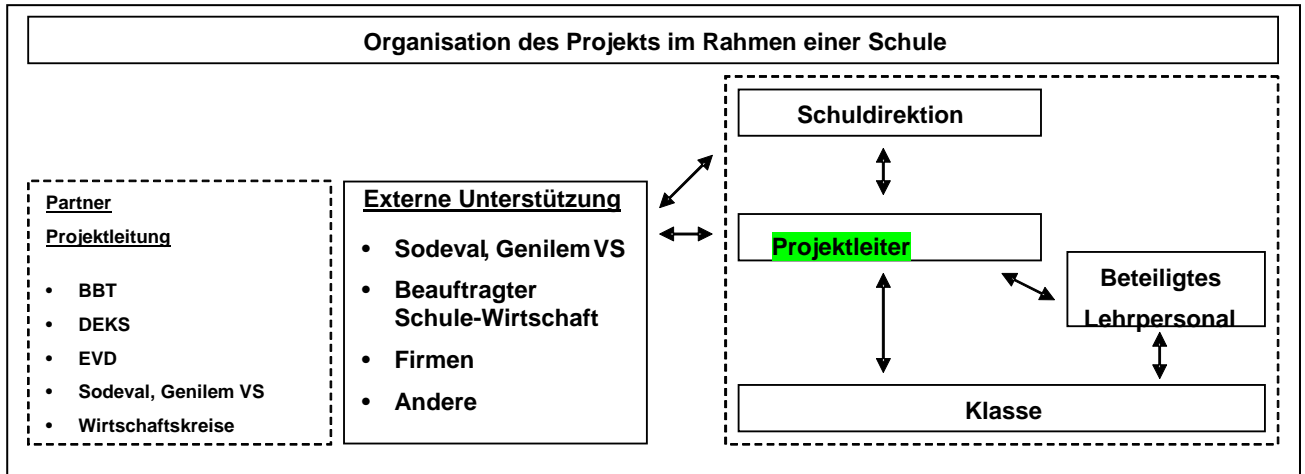 Organisation des Projekts im Rahmen einer Schule
Partner
Projektleitung
• BBT
• DEKS
• EVD
• Sodeval, Genilem VS
• Wirtschaftskreise
Externe Unterstützung
• Sodeval, Genilem VS
• Beauftragter
Schule-Wirtschaft
• Firmen
• Andere
Schuldirektion
Projektleiter
Beteiligtes
Lehrpersonal
Klasse